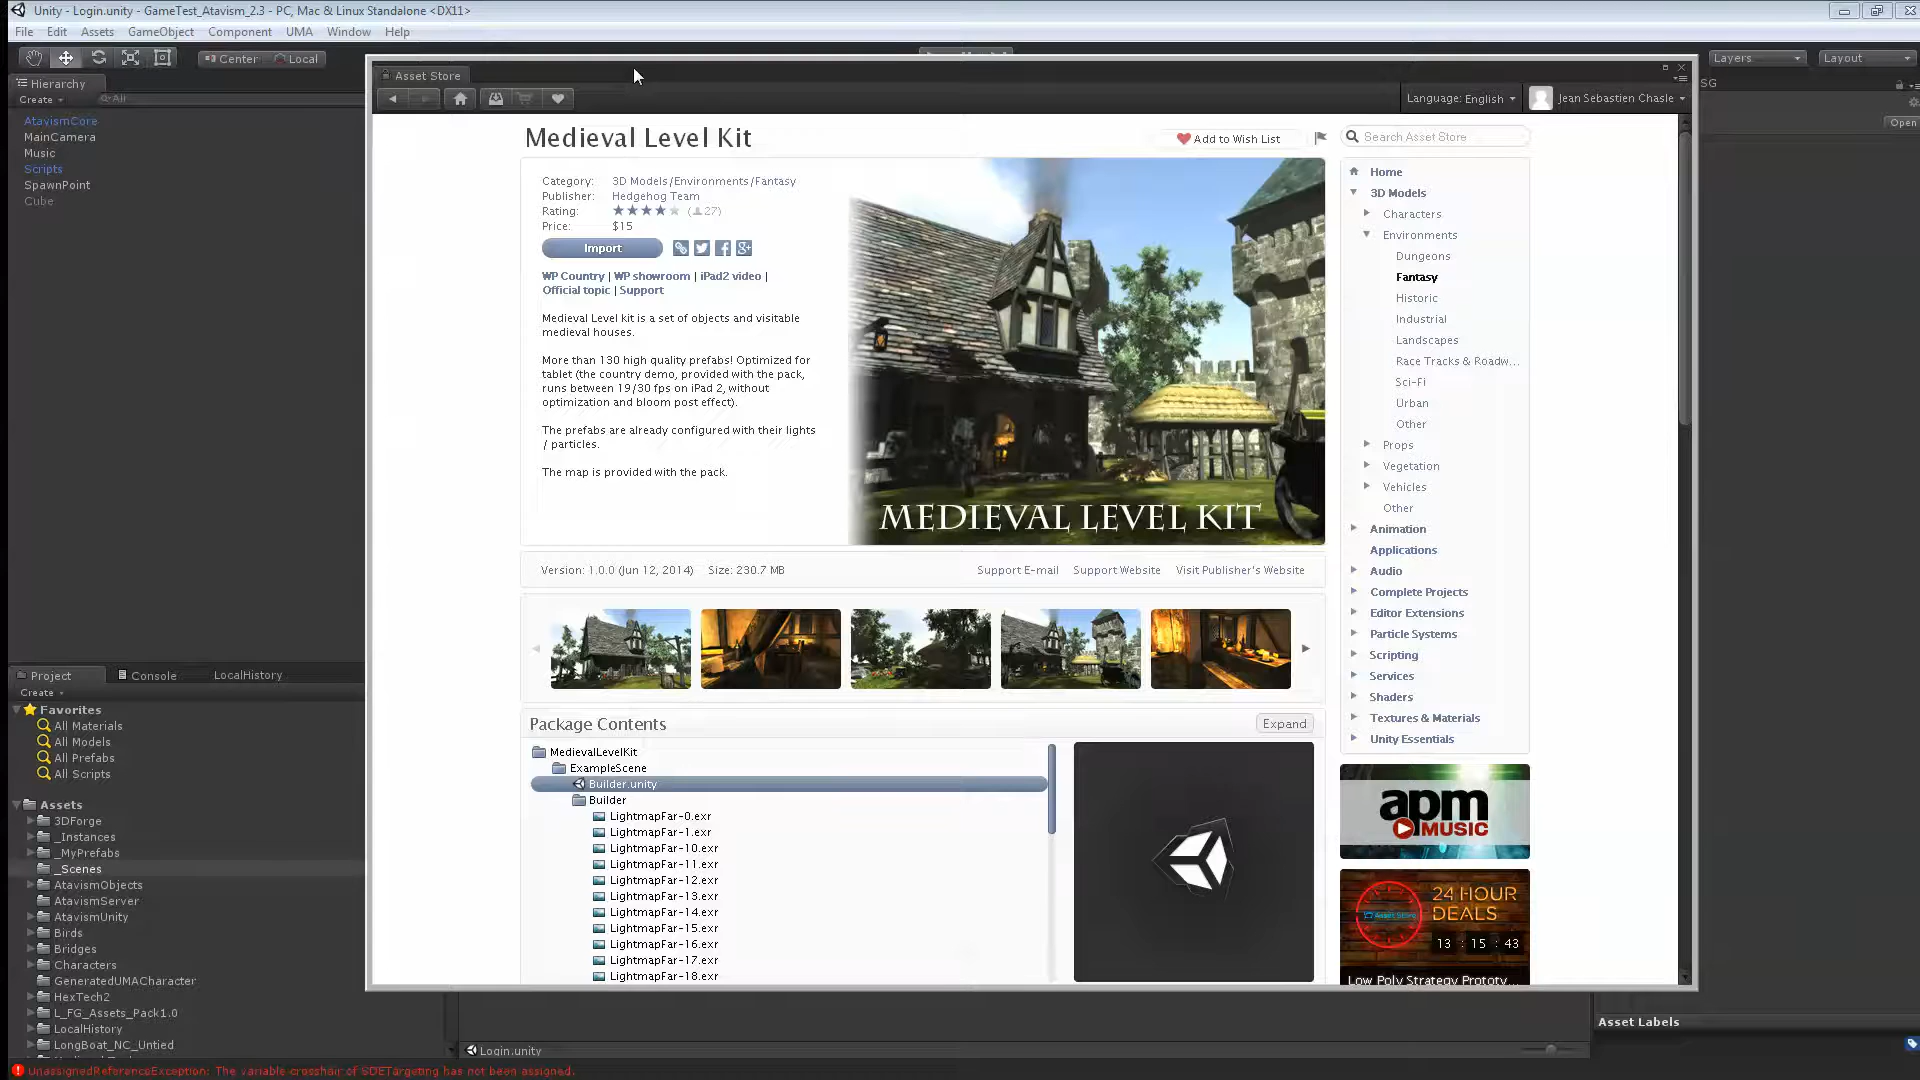 Unity - Login.unity - GameTest_Atavism_2.3 - PC, Mac & Linux Standalone <DX11>
File Edit Assets GameObject Component UMA Window Help
Center Local
Layers Layout
Hierarchy
Create All
AtavismCore
MainCamera
Music
Scripts
SpawnPoint
Cube
Asset Store
Language: English Jean Sebastien Chasle
SG
Open
Medieval Level Kit
Add to Wish List
Search Asset Store
Category: 3D Models/Environments/Fantasy
Publisher: Hedgehog Team
Rating: (27)
Price: $15
Import
WP Country | WP showroom | iPad2 video |
Official topic | Support
Medieval Level kit is a set of objects and visitable
medieval houses.
More than 130 high quality prefabs! Optimized for
tablet (the country demo, provided with the pack,
runs between 19/30 fps on iPad 2, without
optimization and bloom post effect).
The prefabs are already configured with their lights
/ particles.
The map is provided with the pack.
MEDIEVAL LEVEL KIT
Version: 1.0.0 (Jun 12, 2014) Size: 230.7 MB
Support E-mail Support Website Visit Publisher's Website
Package Contents
Expand
MedievalLevelKit
ExampleScene
Builder.unity
Builder
LightmapFar-0.exr
LightmapFar-1.exr
LightmapFar-10.exr
LightmapFar-11.exr
LightmapFar-12.exr
LightmapFar-13.exr
LightmapFar-14.exr
LightmapFar-15.exr
LightmapFar-16.exr
LightmapFar-17.exr
LightmapFar-18.exr
Home
3D Models
Characters
Environments
Dungeons
Fantasy
Historic
Industrial
Landscapes
Race Tracks & Roadw...
Sci-Fi
Urban
Other
Props
Vegetation
Vehicles
Other
Animation
Applications
Audio
Complete Projects
Editor Extensions
Particle Systems
Scripting
Services
Shaders
Textures & Materials
Unity Essentials
apm
MUSIC
24 HOUR
DEALS
Asset Store
13 : 15 : 43
Low Poly Strategy Prototy...
Project Console LocalHistory
Create
Favorites
All Materials
All Models
All Prefabs
All Scripts
Assets
3DForge
_Instances
_MyPrefabs
_Scenes
AtavismObjects
AtavismServer
AtavismUnity
Birds
Bridges
Characters
GeneratedUMACharacter
HexTech2
L_FG_Assets_Pack1.0
LocalHistory
LongBoat_NC_Untied
Login.unity
Asset Labels
UnassignedReferenceException: The variable crosshair of SDETargeting has not been assigned.